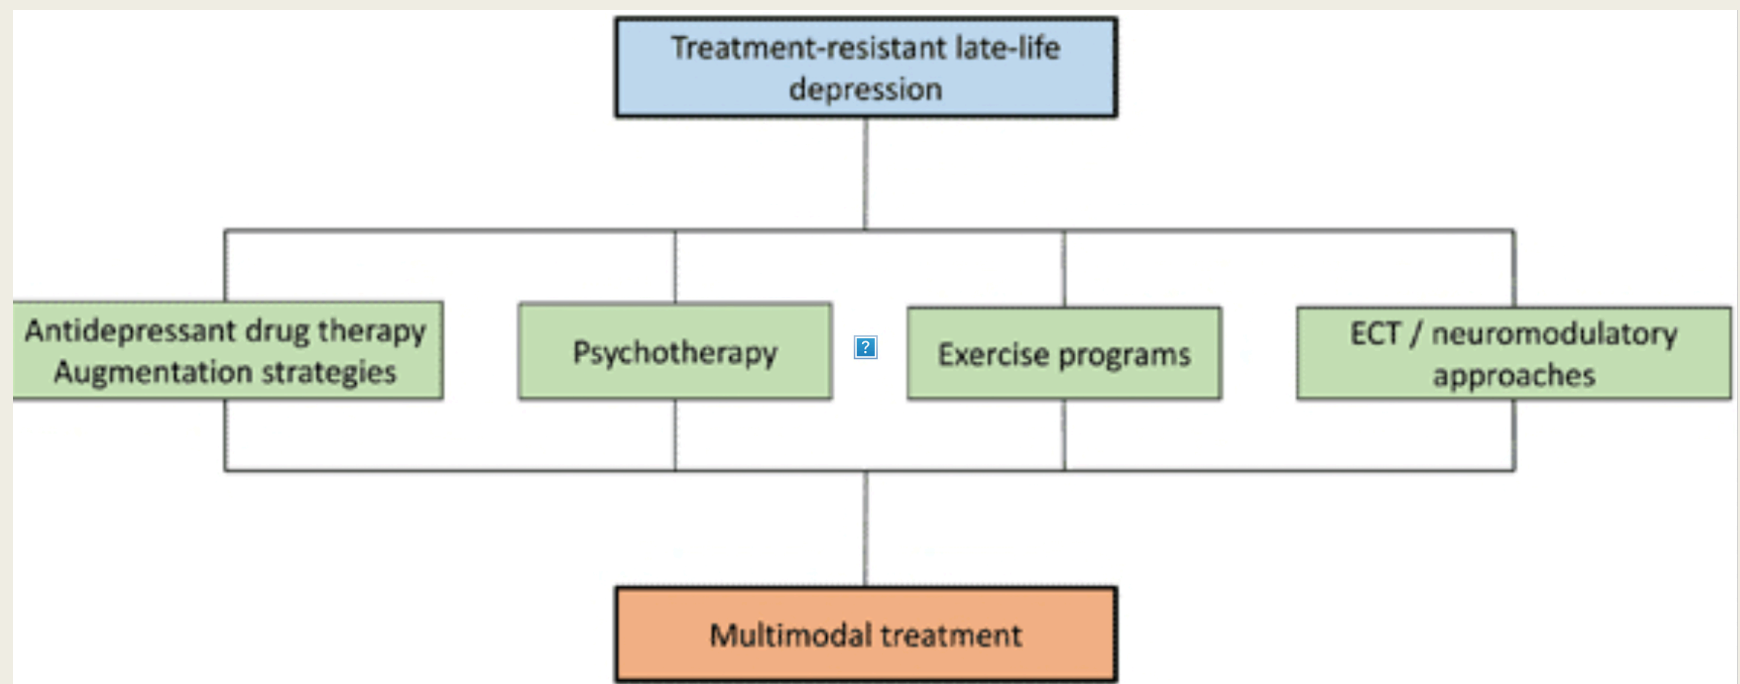 Treatment-resistant late-life
depression
Antidepressant drug therapy
Augmentation strategies
Psychotherapy
?
Exercise programs
ECT / neuromodulatory
approaches
Multimodal treatment